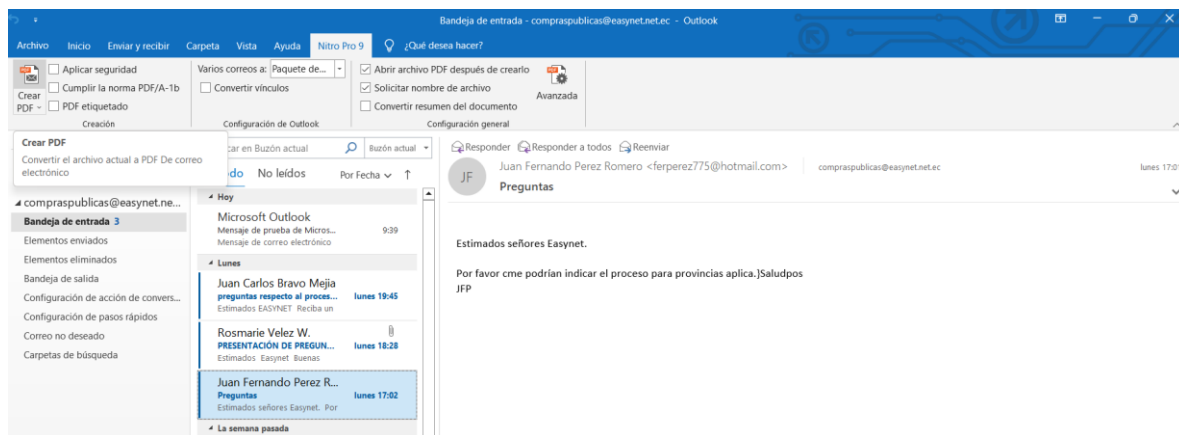 Bandeja de entrada - compraspublicas@easynet.net.ec - Outlook
Archivo Inicio Enviar y recibir Carpeta Vista Ayuda Nitro Pro 9 ¿Qué desea hacer?
Crear PDF
Aplicar seguridad
Cumplir la norma PDF/A-1b
PDF etiquetado
Creación
Varios correos a: Paquete de...
Convertir vínculos
Configuración de Outlook
Abrir archivo PDF después de crearlo
Solicitar nombre de archivo
Convertir resumen del documento
Avanzada
Configuración general
Crear PDF
Convertir el archivo actual a PDF De correo
electrónico
car en Buzón actual Buzón actual
do No leídos Por Fecha
compraspublicas@easynet.ne...
Bandeja de entrada 3
Elementos enviados
Elementos eliminados
Bandeja de salida
Configuración de acción de convers...
Configuración de pasos rápidos
Correo no deseado
Carpetas de búsqueda
Hoy
Microsoft Outlook
Mensaje de prueba de Micros... 9:39
Mensaje de correo electrónico
Lunes
Juan Carlos Bravo Mejia
preguntas respecto al proces... lunes 19:45
Estimados EASYNET Reciba un
Rosmarie Velez W.
PRESENTACIÓN DE PREGUN... lunes 18:28
Estimados Easynet Buenas
Juan Fernando Perez R...
Preguntas lunes 17:02
Estimados señores Easynet. Por
La semana pasada
Responder Responder a todos Reenviar
JF
Juan Fernando Perez Romero <ferperez775@hotmail.com> compraspublicas@easynet.net.ec lunes 17:0
Preguntas
Estimados señores Easynet.
Por favor cme podrían indicar el proceso para provincias aplica.}Saludpos
JFP